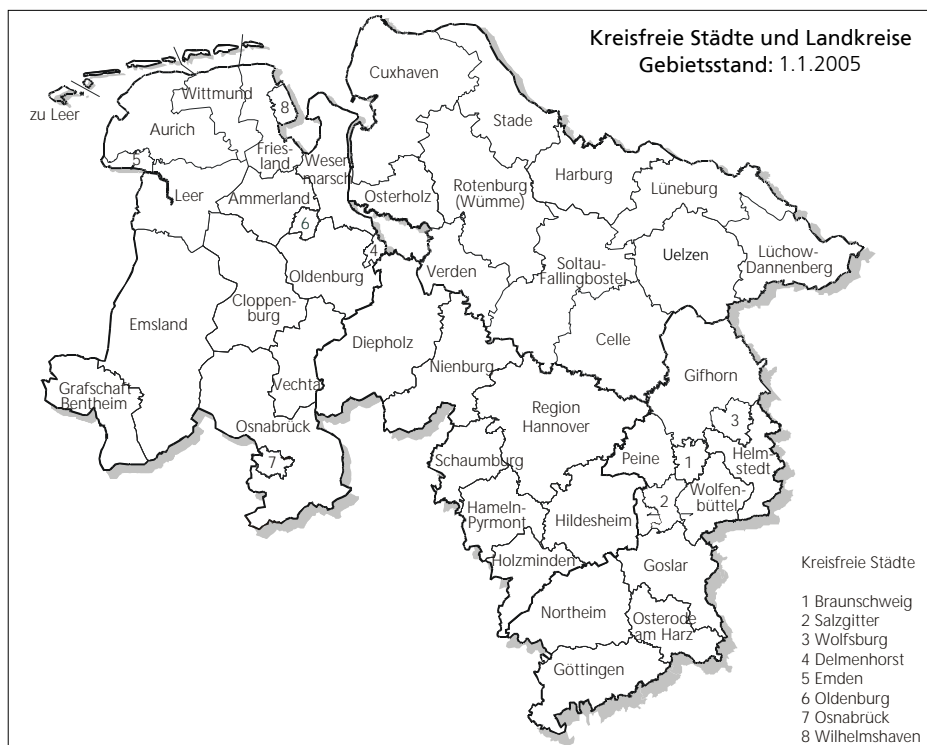 Kreisfreie Städte und Landkreise
Gebietsstand: 1.1.2005
Cuxhaven
Wittmund
8
zu Leer
Stade
Aurich
Fries-
land
Weser-
marsch
5
Harburg
Lüneburg
Leer
Ammerland
Osterholz
Rotenburg
(Wümme)
6
4
Oldenburg
Verden
Soltau-
Fallingbostel
Uelzen
Lüchow-
Dannenberg
Cloppen-
burg
Emsland
Diepholz
Celle
Nienburg
Gifhorn
Grafschaft
Bentheim
Vechta
Region
Hannover
3
Osnabrück
7
Schaumburg
Peine
1
Helm-
stedt
Hameln-
Pyrmont
Hildesheim
2
Wolfen-
büttel
Holzminden
Goslar
Northeim
Osterode
am Harz
Göttingen
Kreisfreie Städte
1 Braunschweig
2 Salzgitter
3 Wolfsburg
4 Delmenhorst
5 Emden
6 Oldenburg
7 Osnabrück
8 Wilhelmshaven